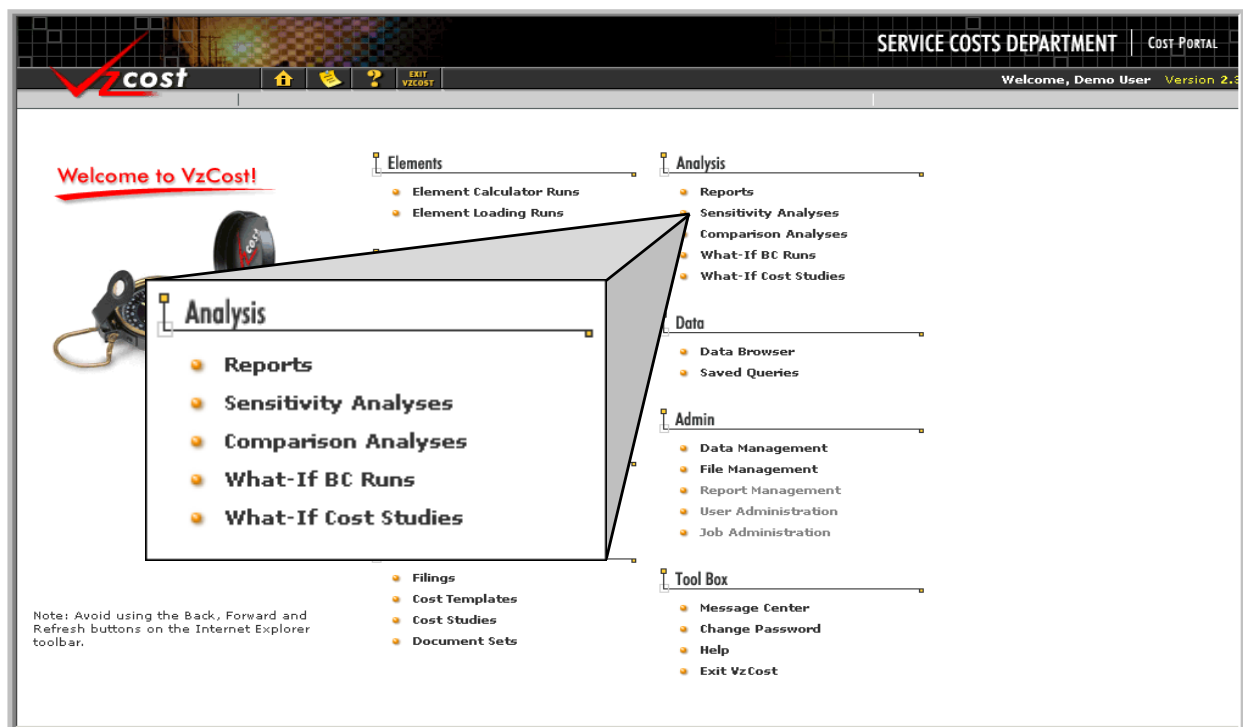 SERVICE COSTS DEPARTMENT | COST PORTAL
Vzcost
EXIT
VZCOST
Welcome, Demo User Version 2.3
Welcome to VzCost!
Elements
Element Calculator Runs
Element Loading Runs
Analysis
Reports
Sensitivity Analyses
Comparison Analyses
What-If BC Runs
What-If Cost Studies
Analysis
Reports
Sensitivity Analyses
Comparison Analyses
What-If BC Runs
What-If Cost Studies
Data
Data Browser
Saved Queries
Admin
Data Management
File Management
Report Management
User Administration
Job Administration
Filings
Cost Templates
Cost Studies
Document Sets
Tool Box
Message Center
Change Password
Help
Exit VzCost
Note: Avoid using the Back, Forward and
Refresh buttons on the Internet Explorer
toolbar.